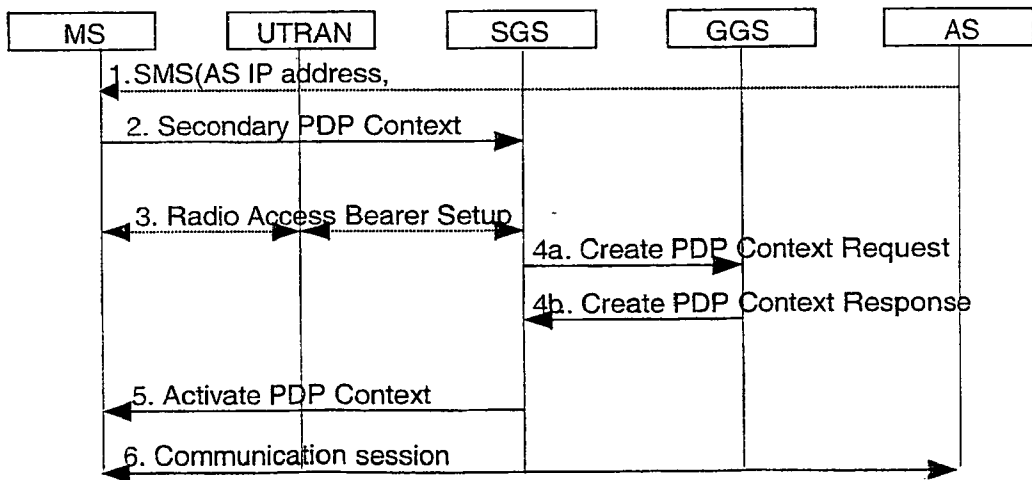 MS UTRAN SGS GGS AS
1.SMS(AS IP address,
2. Secondary PDP Context
3. Radio Access Bearer Setup
4a. Create PDP Context Request
4b. Create PDP Context Response
5. Activate PDP Context
6. Communication session